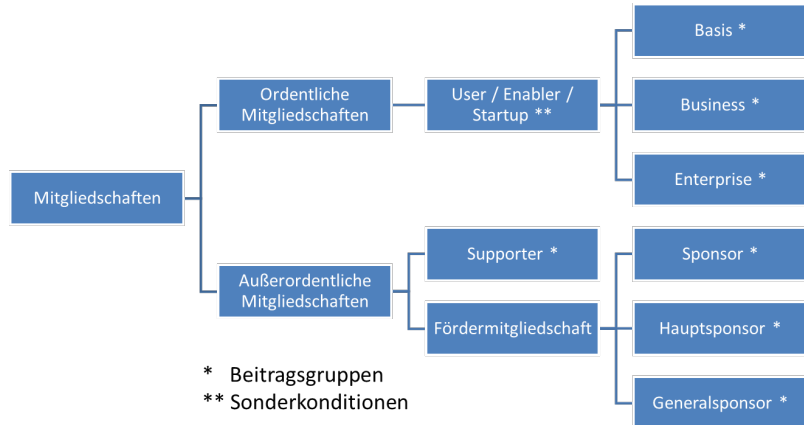 Mitgliedschaften
Ordentliche
Mitgliedschaften
User / Enabler /
Startup **
Basis *
Business *
Enterprise *
Außerordentliche
Mitgliedschaften
Supporter *
Fördermitgliedschaft
Sponsor *
Hauptsponsor *
Generalsponsor *
* Beitragsgruppen
** Sonderkonditionen